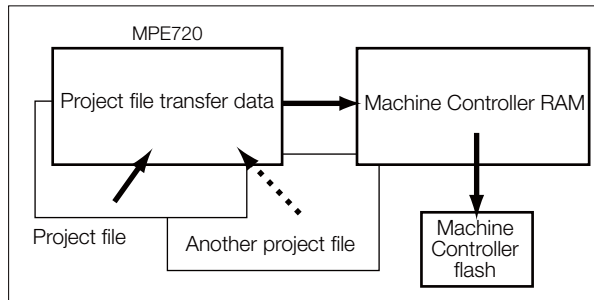 MPE720
Project file transfer data
Machine Controller RAM
Project file
Another project file
Machine
Controller
flash